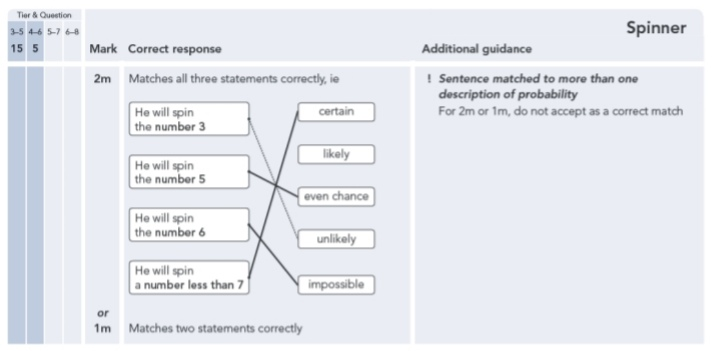 Tier & Question
3–5 4–6 5–7 6–8
15 5
Spinner
Mark Correct response
Additional guidance
2m Matches all three statements correctly, ie
He will spin
the number 3
He will spin
the number 5
He will spin
the number 6
He will spin
a number less than 7
certain
likely
even chance
unlikely
impossible
or
1m Matches two statements correctly
! Sentence matched to more than one
description of probability
For 2m or 1m, do not accept as a correct match